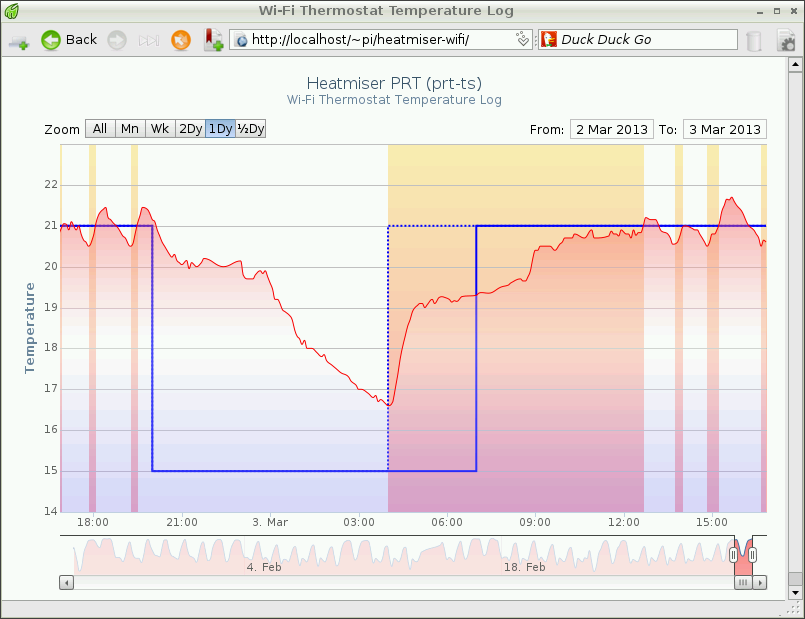 Wi-Fi Thermostat Temperature Log
Back http://localhost/~pi/heatmiser-wifi/ Duck Duck Go
Heatmiser PRT (prt-ts)
Wi-Fi Thermostat Temperature Log
Zoom All Mn Wk 2Dy 1Dy ½Dy From: 2 Mar 2013 To: 3 Mar 2013
Temperature
22
21
20
19
18
17
16
15
14
18:00 21:00 3. Mar 03:00 06:00 09:00 12:00 15:00
4. Feb 18. Feb